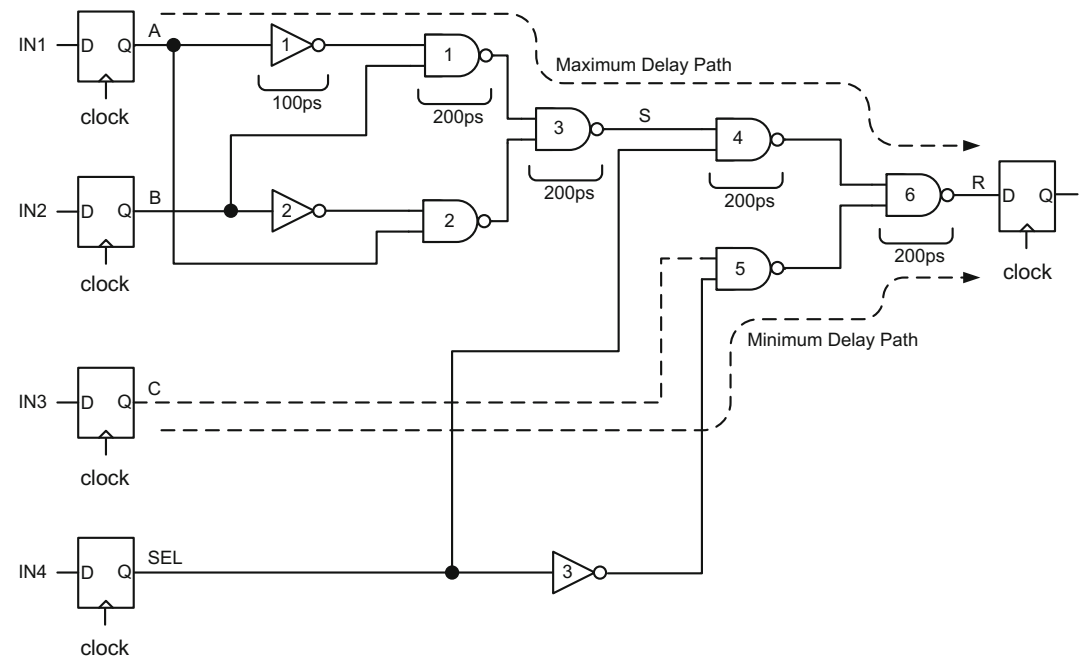 A
IN1
D
Q
1
1
Maximum Delay Path
clock
100ps
200ps
3
S
4
200ps
200ps
B
IN2
D
Q
2
2
6
R
D
Q
200ps
clock
clock
5
Minimum Delay Path
C
IN3
D
Q
clock
SEL
IN4
D
Q
3
clock